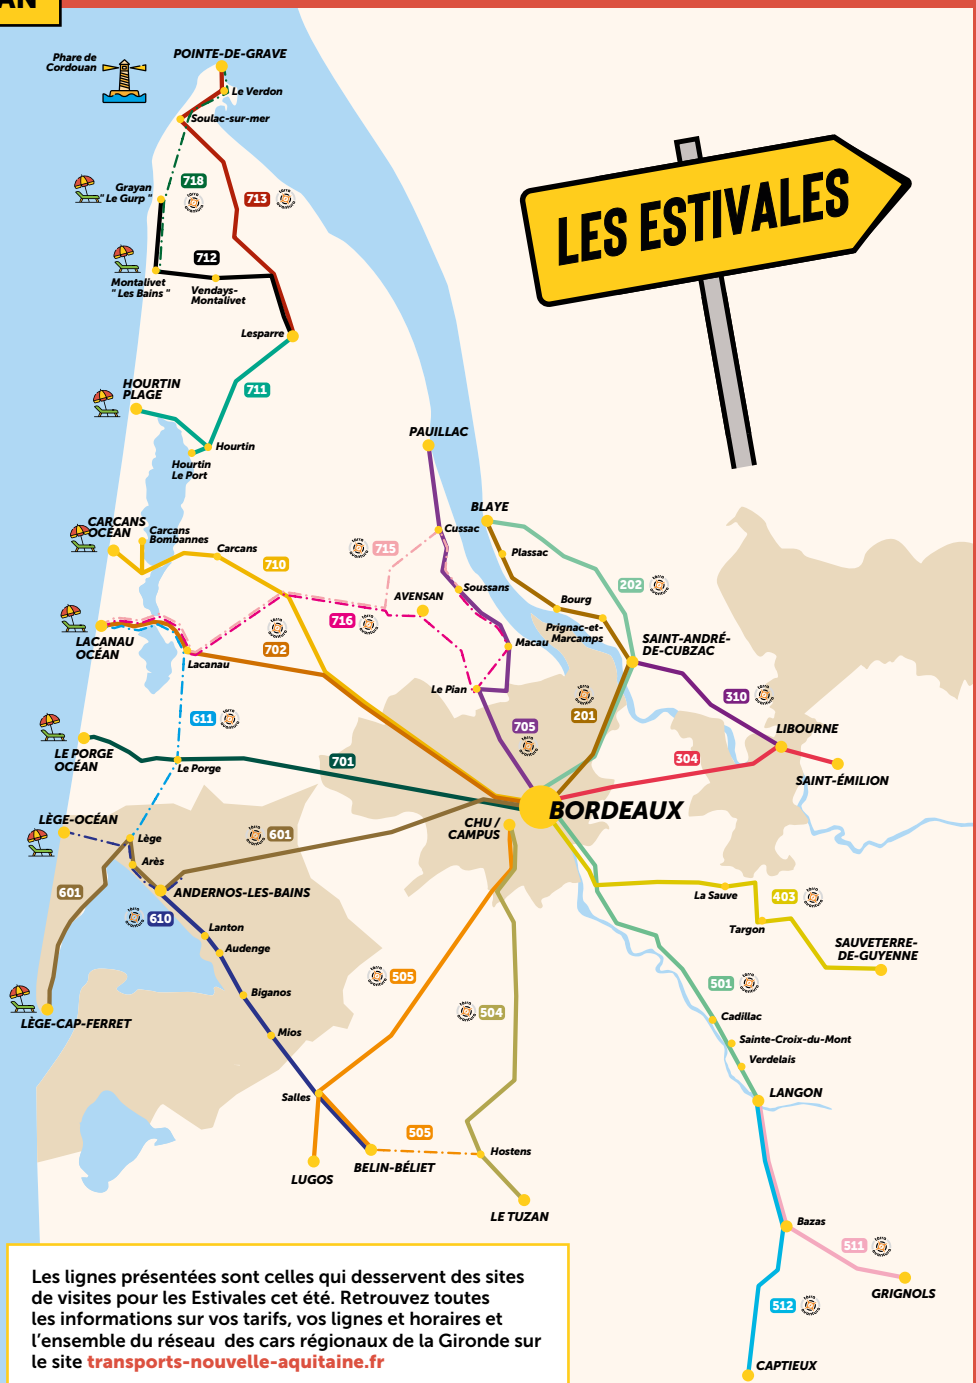 AN
Phare de
Cordouan
POINTE-DE-GRAVE
Le Verdon
Soulac-sur-mer
718
713
Grayan
"Le Gurp "
712
Montalivet
" Les Bains "
Vendays-
Montalivet
Lesparre
LES ESTIVALES
711
HOURTIN
PLAGE
Hourtin
Hourtin
Le Port
PAUILLAC
BLAYE
CARCANS
OCÉAN
Carcans
Bombannes
Carcans
710
715
Cussac
Plassac
202
Soussans
AVENSAN
Bourg
716
Prignac-et-
Marcamps
Macau
SAINT-ANDRÉ-
DE-CUBZAC
LACANAU
OCÉAN
702
Lacanau
Le Pian
310
611
705
201
LIBOURNE
LE PORGE
OCÉAN
Le Porge
701
304
SAINT-ÉMILION
BORDEAUX
LÈGE-OCÉAN
CHU /
CAMPUS
Lège
601
Arès
601
ANDERNOS-LES-BAINS
La Sauve
403
610
Lanton
Targon
Audenge
SAUVETERRE-
DE-GUYENNE
505
501
Biganos
504
LÈGE-CAP-FERRET
Cadillac
Mios
Sainte-Croix-du-Mont
Verdelais
Salles
LANGON
505
Hostens
BELIN-BÉLIET
LUGOS
LE TUZAN
Bazas
511
GRIGNOLS
512
CAPTIEUX
Les lignes présentées sont celles qui desservent des sites
de visites pour les Estivales cet été. Retrouvez toutes
les informations sur vos tarifs, vos lignes et horaires et
l'ensemble du réseau des cars régionaux de la Gironde sur
le site transports-nouvelle-aquitaine.fr